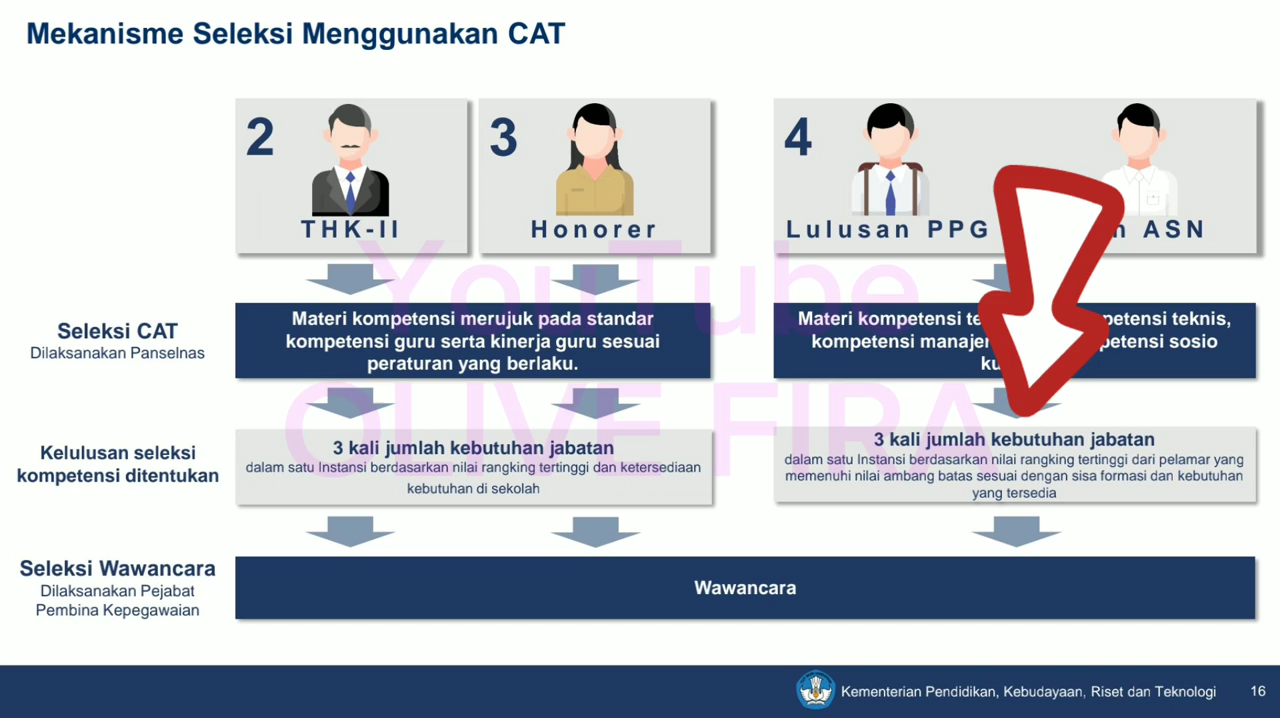 Mekanisme Seleksi Menggunakan CAT
2
THK-II
3
Honorer
4
Lulusan PPG
ASN
Seleksi CAT
Dilaksanakan Panselnas
Materi kompetensi merujuk pada standar
kompetensi guru serta kinerja guru sesuai
peraturan yang berlaku.
Materi kompetensi teknis,
kompetensi sosio
Kelulusan seleksi
kompetensi ditentukan
3 kali jumlah kebutuhan jabatan
dalam satu Instansi berdasarkan nilai rangking tertinggi dan ketersediaan
kebutuhan di sekolah
3 kali jumlah kebutuhan jabatan
dalam satu Instansi berdasarkan nilai rangking tertinggi dari pelamar yang
memenuhi nilai ambang batas sesuai dengan sisa formasi dan kebutuhan
yang tersedia
Seleksi Wawancara
Dilaksanakan Pejabat
Pembina Kepegawaian
Wawancara
YouTube
OLIVE FIRA
Kementerian Pendidikan, Kebudayaan, Riset dan Teknologi
16